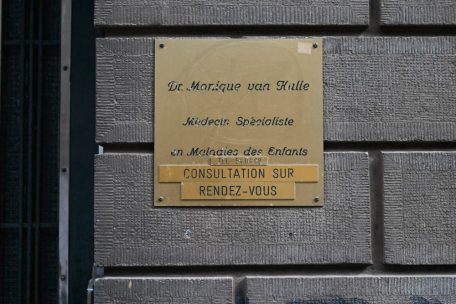 Dr Monique van Hulle
Médecin Spécialiste
en Maladies des Enfants
CONSULTATION SUR
RENDEZ-VOUS